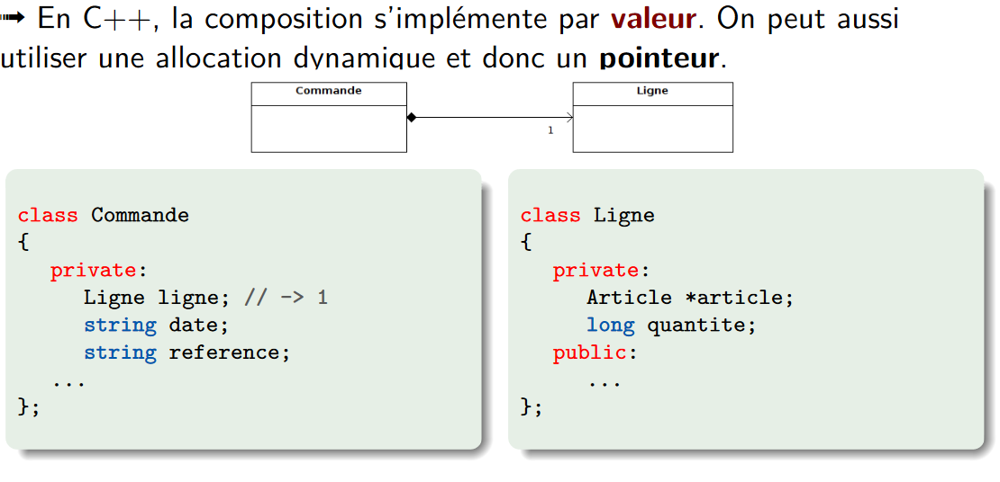 ➟ En C++, la composition s'implémente par valeur. On peut aussi
utiliser une allocation dynamique et donc un pointeur.
Commande
Ligne
1
class Commande
{
private:
Ligne ligne; // -> 1
string date;
string reference;
...
};
class Ligne
{
private:
Article *article;
long quantite;
public:
...
};